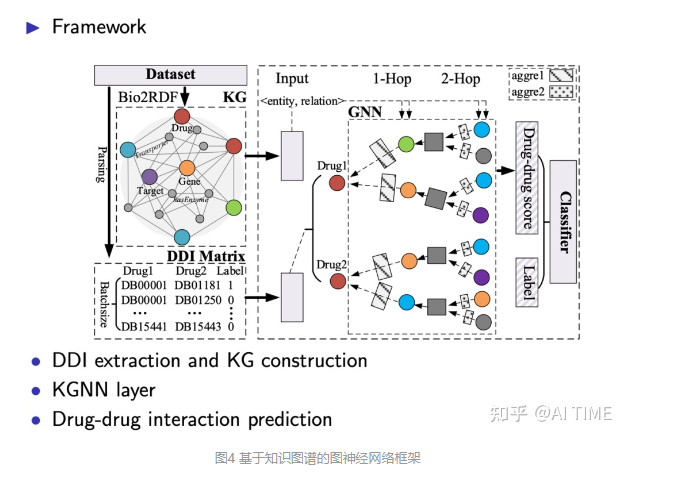 Framework
Dataset
Bio2RDF
KG
Parsing
Drug
Transporter
Gene
Target
hasEnzyme
DDI Matrix
Drug1 Drug2 Label
DB00001 DB01181 1
DB00001 DB01250 0
... ... ...
DB15441 DB15443 0
Batchsize
Input
<entity, relation>
1-Hop 2-Hop
aggre1
aggre2
GNN
Drug1
Drug2
Drug-drug score
Label
Classifier
DDI extraction and KG construction
KGNN layer
Drug-drug interaction prediction
知乎 @AI TIME
图4 基于知识图谱的图神经网络框架